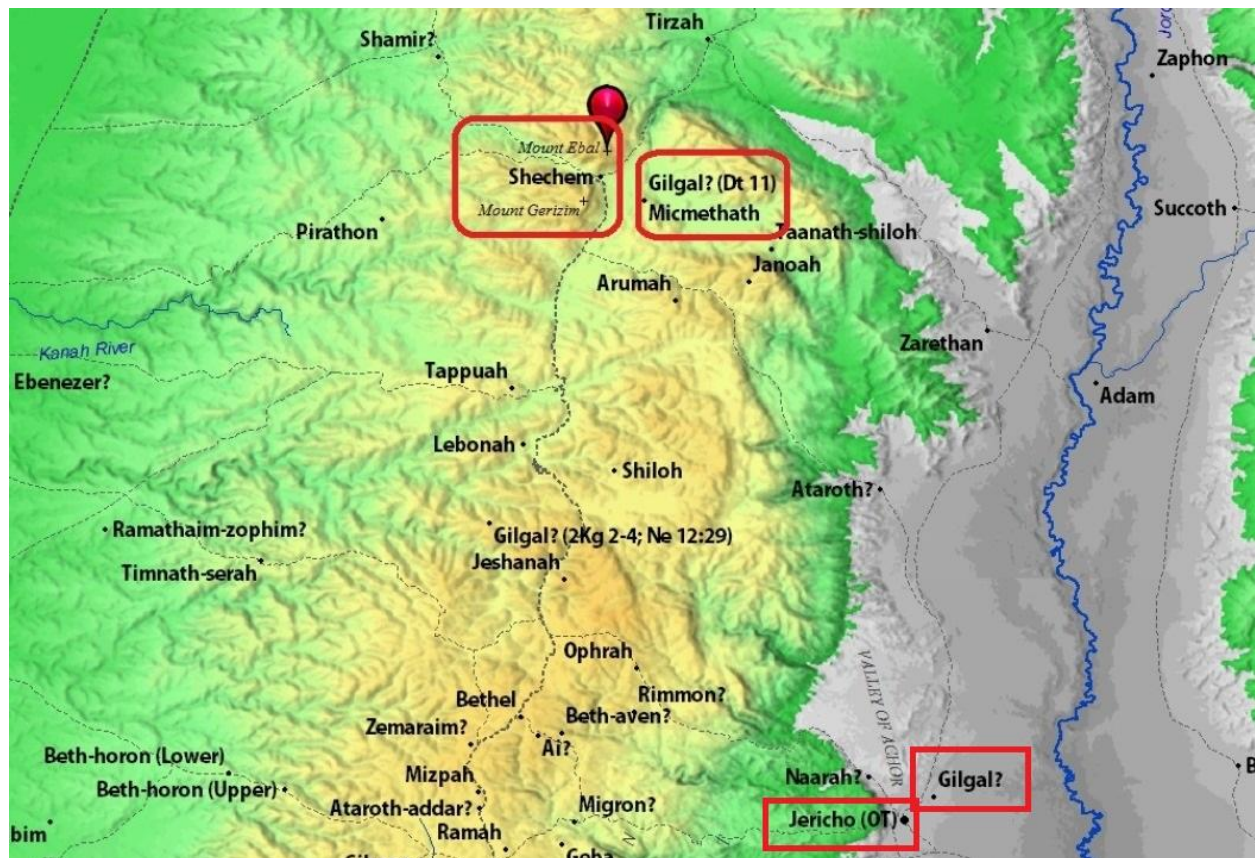 Tirzah
Shamir?
Zaphon
Mount Ebal
Shechem
Gilgal? (Dt 11)
Mount Gerizim
Micmethath
Succoth
Pirathon
Taanath-shiloh
Janoah
Arumah
Zarethan
Kanah River
Ebenezer?
Tappuah
Adam
Lebonah
Shiloh
Ataroth?
Ramathaim-zophim?
Gilgal? (2Kg 2-4; Ne 12:29)
Jeshanah
Timnath-serah
Ophrah
VALLEY OF ACHOR
Bethel
Rimmon?
Zemaraim?
Beth-aven?
Ai?
Beth-horon (Lower)
Mizpah
Naarah?
Gilgal?
Beth-horon (Upper)
Ataroth-addar?
Migron?
Jericho (OT)
bim
Ramah
Geba